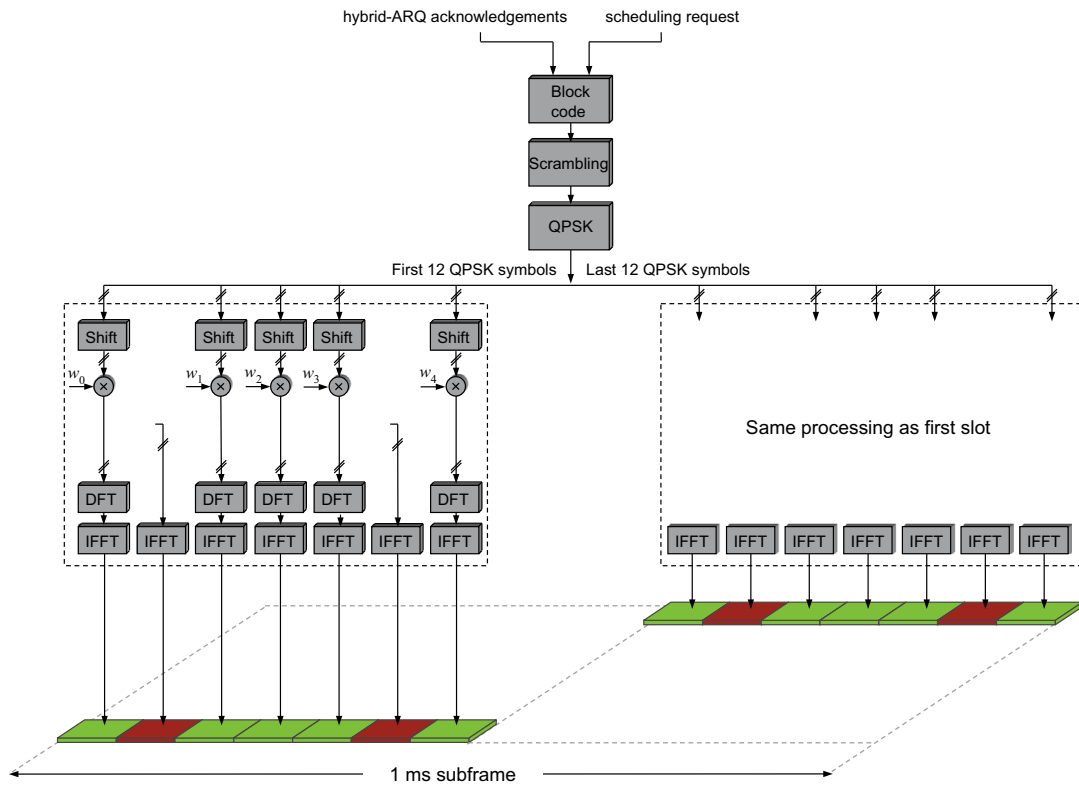 hybrid-ARQ acknowledgements
scheduling request
Block
code
Scrambling
QPSK
First 12 QPSK symbols
Last 12 QPSK symbols
Shift
Shift
Shift
Shift
Shift
w0
w1
w2
w3
w4
×
×
×
×
×
Same processing as first slot
DFT
DFT
DFT
DFT
DFT
IFFT
IFFT
IFFT
IFFT
IFFT
IFFT
IFFT
IFFT
IFFT
IFFT
IFFT
IFFT
IFFT
IFFT
1 ms subframe